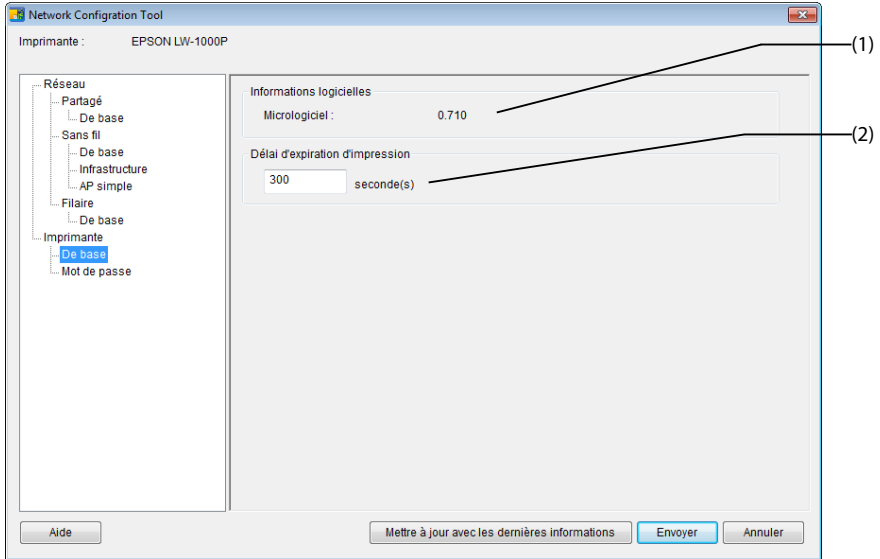 Network Configration Tool
Imprimante : EPSON LW-1000P
(1)
Réseau
Partagé
De base
Sans fil
De base
Infrastructure
AP simple
Filaire
De base
Imprimante
De base
Mot de passe
Informations logicielles
Micrologiciel : 0.710
(2)
Délai d'expiration d'impression
300 seconde(s)
Aide
Mettre à jour avec les dernières informations
Envoyer
Annuler